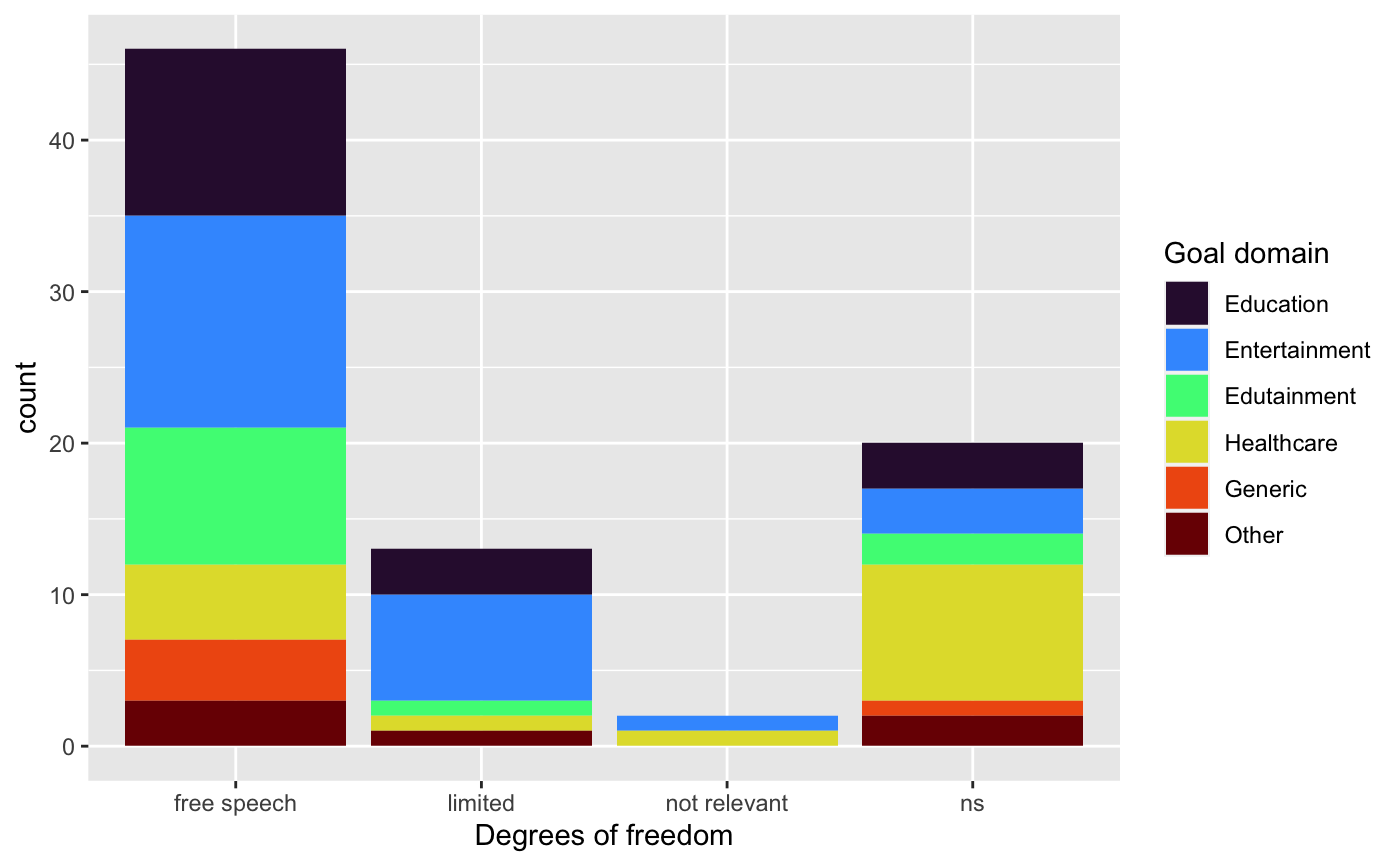 count
40
30
20
10
0
free speech
limited
not relevant
ns
Degrees of freedom
Goal domain
Education
Entertainment
Edutainment
Healthcare
Generic
Other